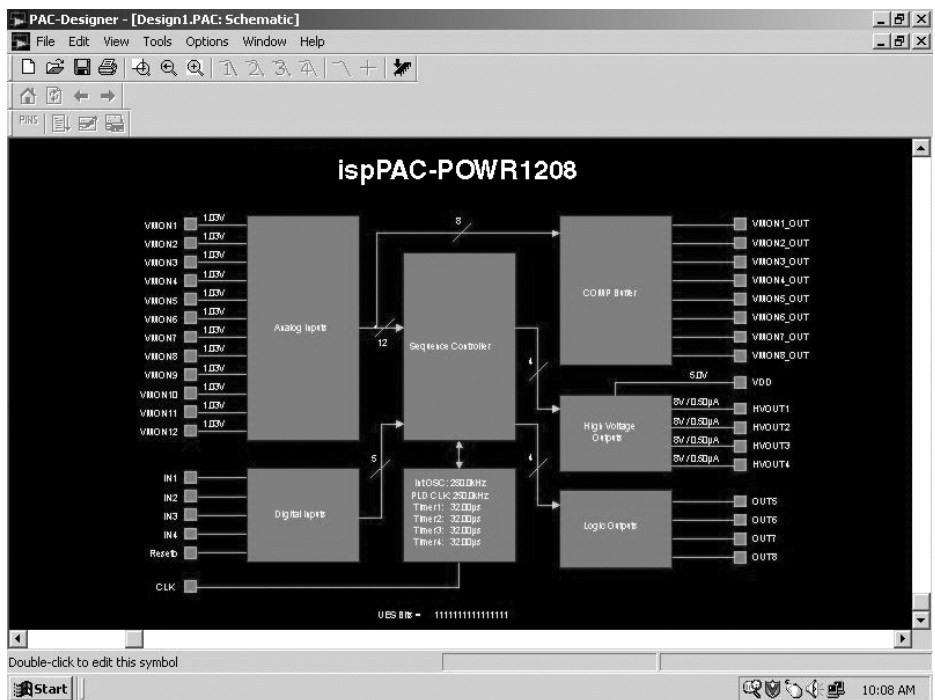 PAC-Designer - [Design1.PAC: Schematic]
File Edit View Tools Options Window Help
PINS
ispPAC-POWR1208
VMON1 1.03V
VMON2 1.03V
VMON3 1.03V
VMON4 1.03V
VMON5 1.03V
VMON6 1.03V
VMON7 1.03V
VMON8 1.03V
VMON9 1.03V
VMON10 1.03V
VMON11 1.03V
VMON12 1.03V
Analog Inputs
8
12
Sequence Controller
COMP Buffer
VMON1_OUT
VMON2_OUT
VMON3_OUT
VMON4_OUT
VMON5_OUT
VMON6_OUT
VMON7_OUT
VMON8_OUT
5.0V VDD
4
High Voltage
Outputs
8V / 0.50µA HVOUT1
8V / 0.50µA HVOUT2
8V / 0.50µA HVOUT3
8V / 0.50µA HVOUT4
IN1
IN2
IN3
IN4
Resetb
Digital Inputs
5
Int OSC: 250.0kHz
PLD CLK: 250.0kHz
Timer1: 32.00µs
Timer2: 32.00µs
Timer3: 32.00µs
Timer4: 32.00µs
4
Logic Outputs
OUT5
OUT6
OUT7
OUT8
CLK
UES Bits = 1111111111111111
Double-click to edit this symbol
Start
10:08 AM